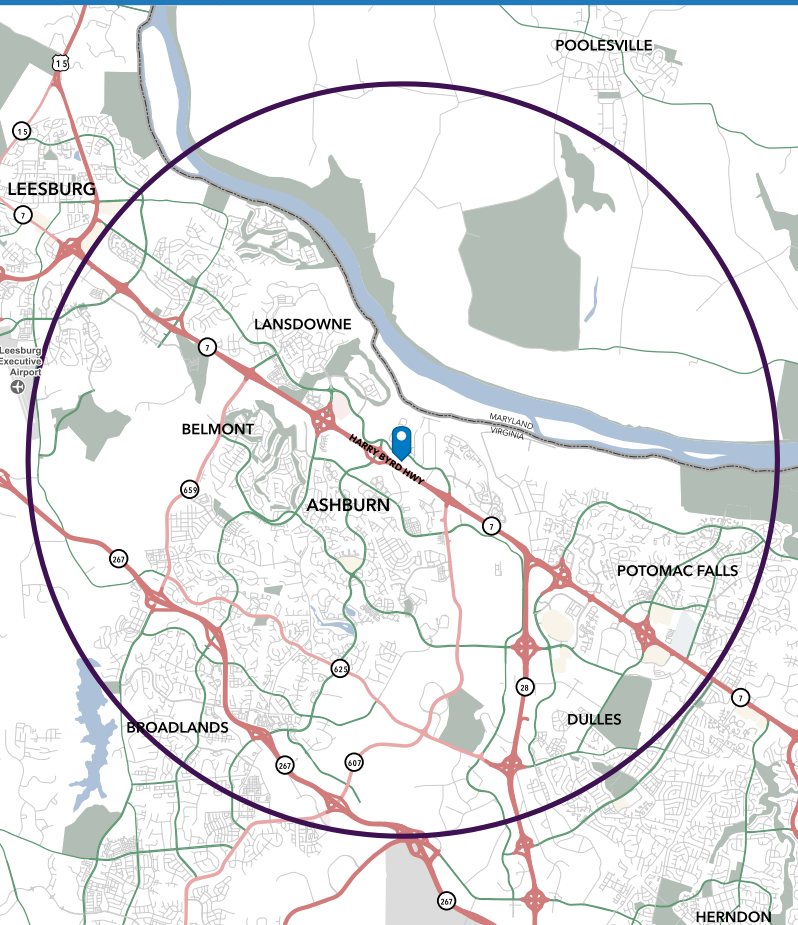 POOLESVILLE
15
15
LEESBURG
7
LANSDOWNE
7
Leesburg
Executive
Airport
MARYLAND
VIRGINIA
BELMONT
HARRY BYRD HWY
659
ASHBURN
7
267
POTOMAC FALLS
625
28
7
BROADLANDS
DULLES
267
607
267
HERNDON